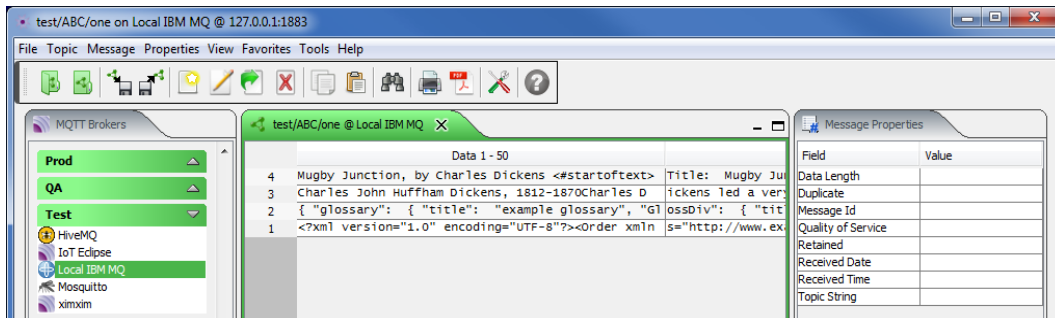 test/ABC/one on Local IBM MQ @ 127.0.0.1:1883
File Topic Message Properties View Favorites Tools Help
PDF
MQTT Brokers
Prod
QA
Test
HiveMQ
IoT Eclipse
Local IBM MQ
Mosquitto
ximxim
test/ABC/one @ Local IBM MQ
Data 1 - 50
4 Mugby Junction, by Charles Dickens <#startoftext> Title: Mugby Jun
3 Charles John Huffham Dickens, 1812-1870Charles D ickens led a very
2 { "glossary": { "title": "example glossary", "Gl ossDiv": { "tit
1 <?xml version="1.0" encoding="UTF-8"?><Order xmln s="http://www.exa
Message Properties
Field Value
Data Length
Duplicate
Message Id
Quality of Service
Retained
Received Date
Received Time
Topic String